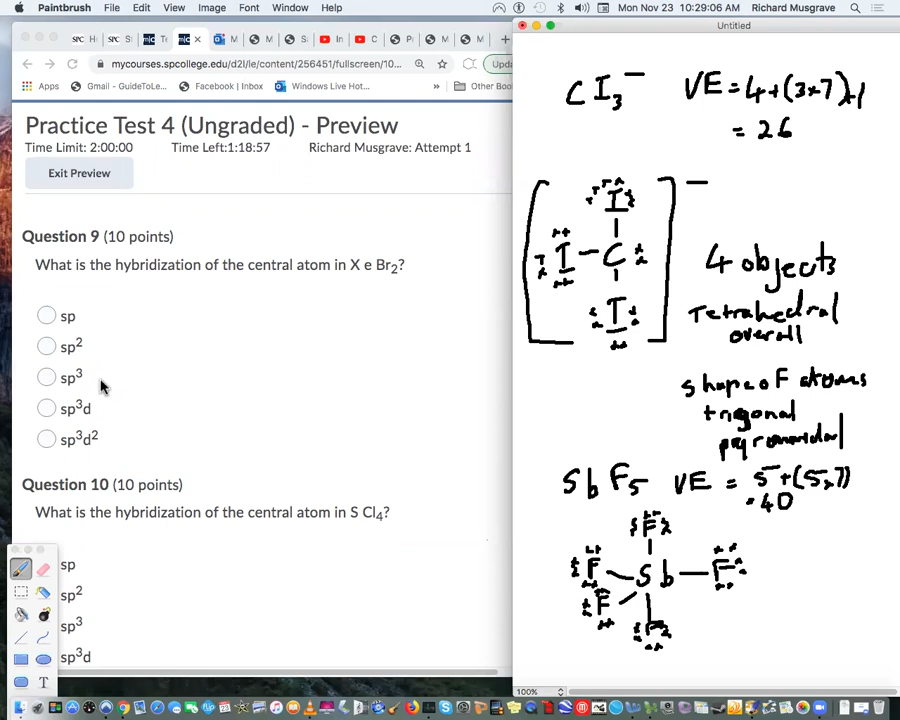 Paintbrush File Edit View Image Font Window Help Mon Nov 23 10:29:06 AM Richard Musgrave
Untitled
mycourses.spcollege.edu/d2l/le/content/256451/fullscreen/10...
Apps Gmail - GuideToLe... Facebook | Inbox Windows Live Hot... » Other Boo
Practice Test 4 (Ungraded) - Preview
Time Limit: 2:00:00 Time Left:1:18:57 Richard Musgrave: Attempt 1
Exit Preview
Question 9 (10 points)
What is the hybridization of the central atom in X e Br2?
sp
sp2
sp3
sp3d
sp3d2
Question 10 (10 points)
What is the hybridization of the central atom in S Cl4?
sp
sp2
sp3
sp3d
CI3− VE = 4+(3×7)+1
= 26
I
I – C
I
−
4 objects
Tetrahedral
overall
shape of F atoms
trigonal
pyramidal
SbF5 VE = 5+(5×7)
= 40
F
F Sb – F
F
F
100%